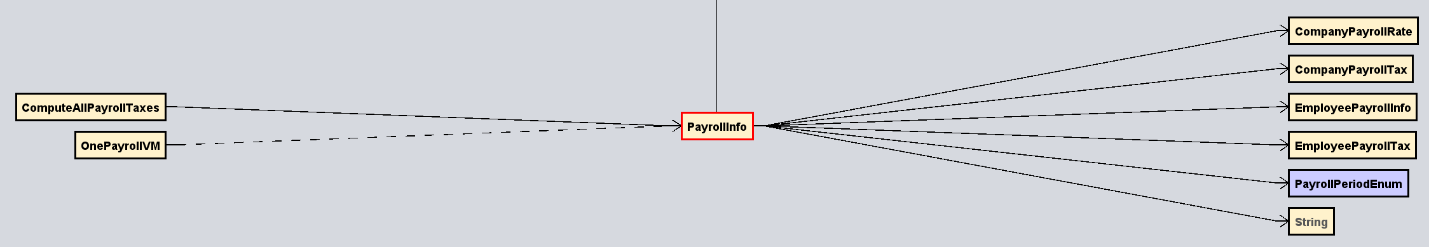 ComputeAllPayrollTaxes
OnePayrollVM
PayrollInfo
CompanyPayrollRate
CompanyPayrollTax
EmployeePayrollInfo
EmployeePayrollTax
PayrollPeriodEnum
String